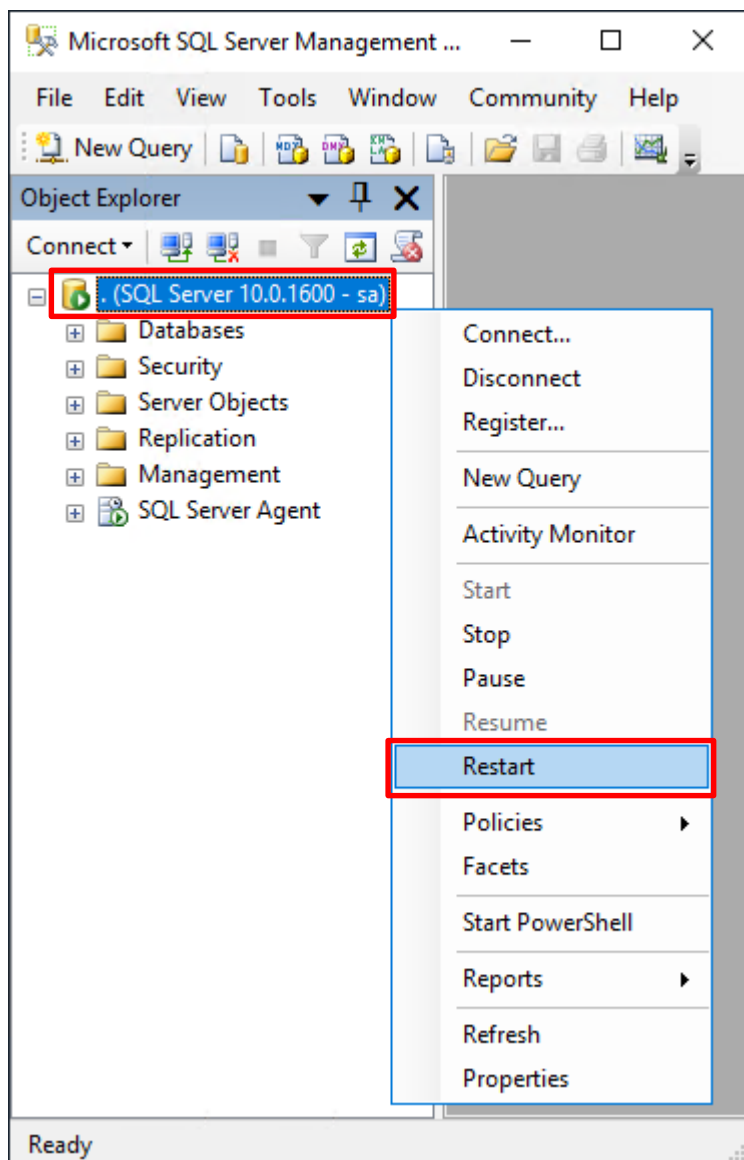 Microsoft SQL Server Management ...
File Edit View Tools Window Community Help
New Query
Object Explorer
Connect
. (SQL Server 10.0.1600 - sa)
Databases
Security
Server Objects
Replication
Management
SQL Server Agent
Connect...
Disconnect
Register...
New Query
Activity Monitor
Start
Stop
Pause
Resume
Restart
Policies
Facets
Start PowerShell
Reports
Refresh
Properties
Ready